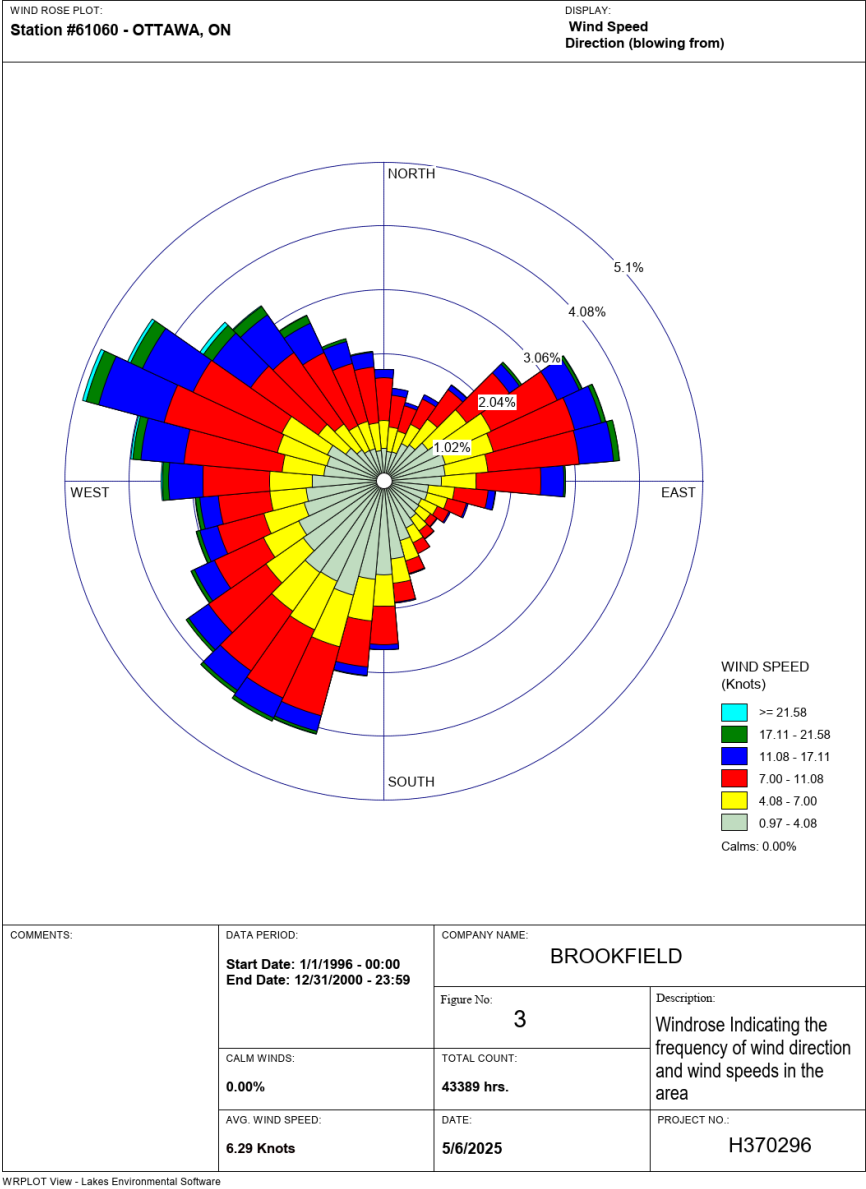 WIND ROSE PLOT:
Station #61060 - OTTAWA, ON
DISPLAY:
Wind Speed
Direction (blowing from)
NORTH
5.1%
4.08%
3.06%
2.04%
1.02%
WEST
EAST
SOUTH
WIND SPEED
(Knots)
>= 21.58
17.11 - 21.58
11.08 - 17.11
7.00 - 11.08
4.08 - 7.00
0.97 - 4.08
Calms: 0.00%
COMMENTS:
DATA PERIOD:
Start Date: 1/1/1996 - 00:00
End Date: 12/31/2000 - 23:59
COMPANY NAME:
BROOKFIELD
Figure No:
3
Description:
Windrose Indicating the
frequency of wind direction
and wind speeds in the
area
CALM WINDS:
0.00%
TOTAL COUNT:
43389 hrs.
AVG. WIND SPEED:
6.29 Knots
DATE:
5/6/2025
PROJECT NO.:
H370296
WRPLOT View - Lakes Environmental Software